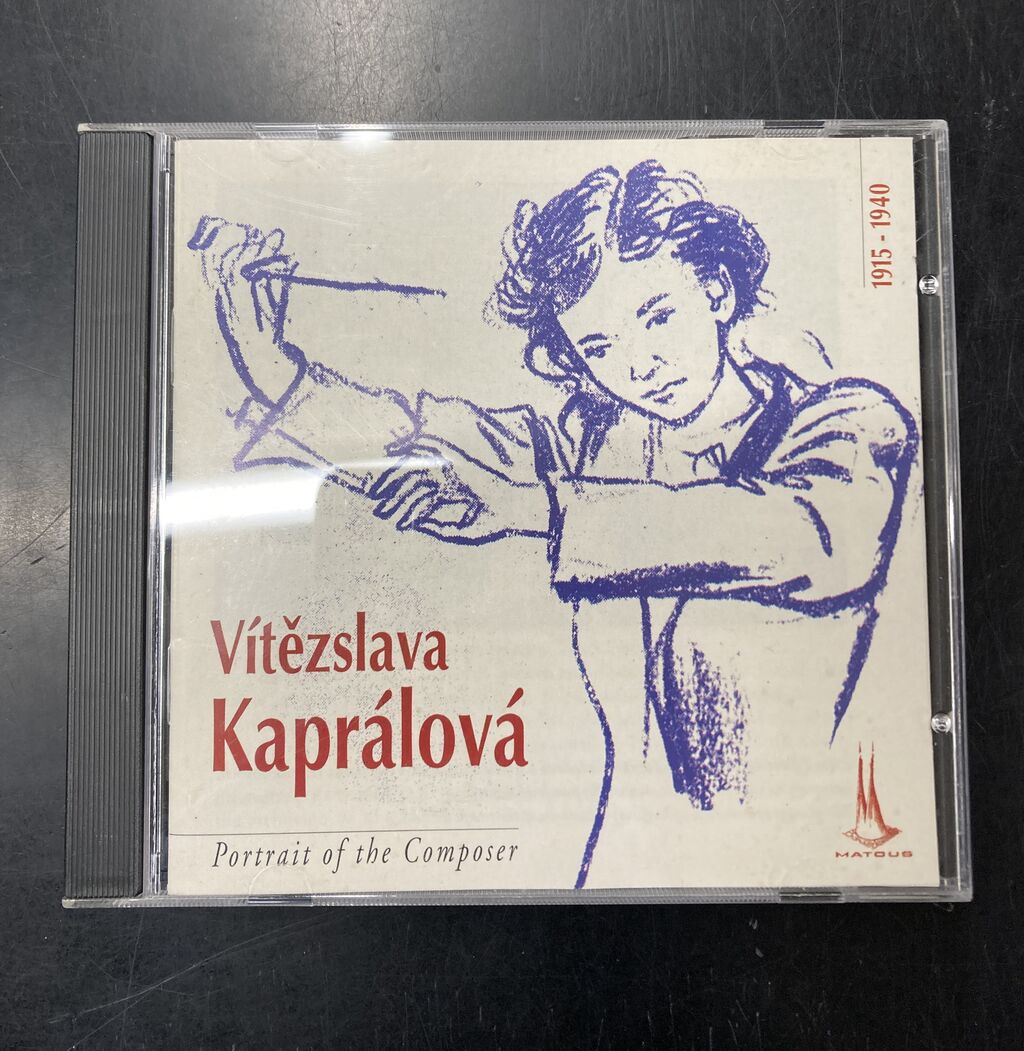 1915 - 1940
Vítězslava
Kaprálová
Portrait of the Composer
MATOUS